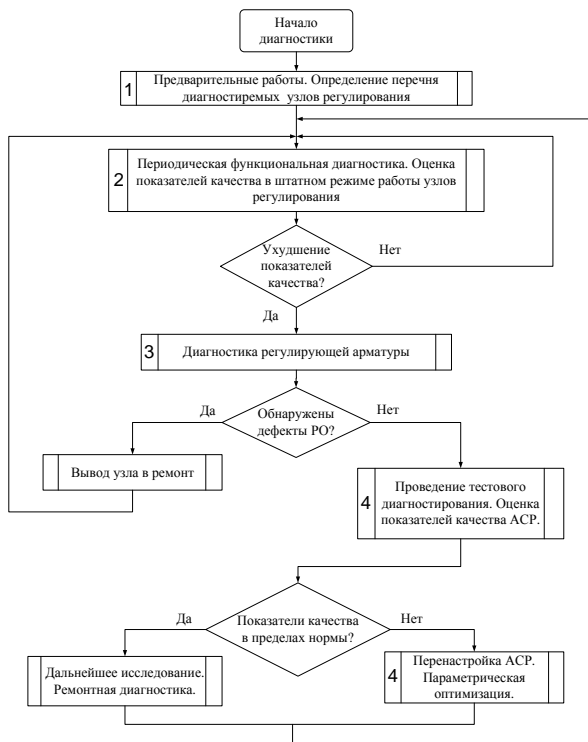 Начало
диагностики
1
Предварительные работы. Определение перечня
диагностиремых узлов регулирования
2
Периодическая функциональная диагностика. Оценка
показателей качества в штатном режиме работы узлов
регулирования
Ухудшение
показателей
качества?
Нет
Да
3
Диагностика регулирующей арматуры
Да
Обнаружены
дефекты РО?
Нет
Вывод узла в ремонт
4
Проведение тестового
диагностирования. Оценка
показателей качества АСР.
Да
Показатели качества
в пределах нормы?
Нет
Дальнейшее исследование.
Ремонтная диагностика.
4
Перенастройка АСР.
Параметрическая
оптимизация.